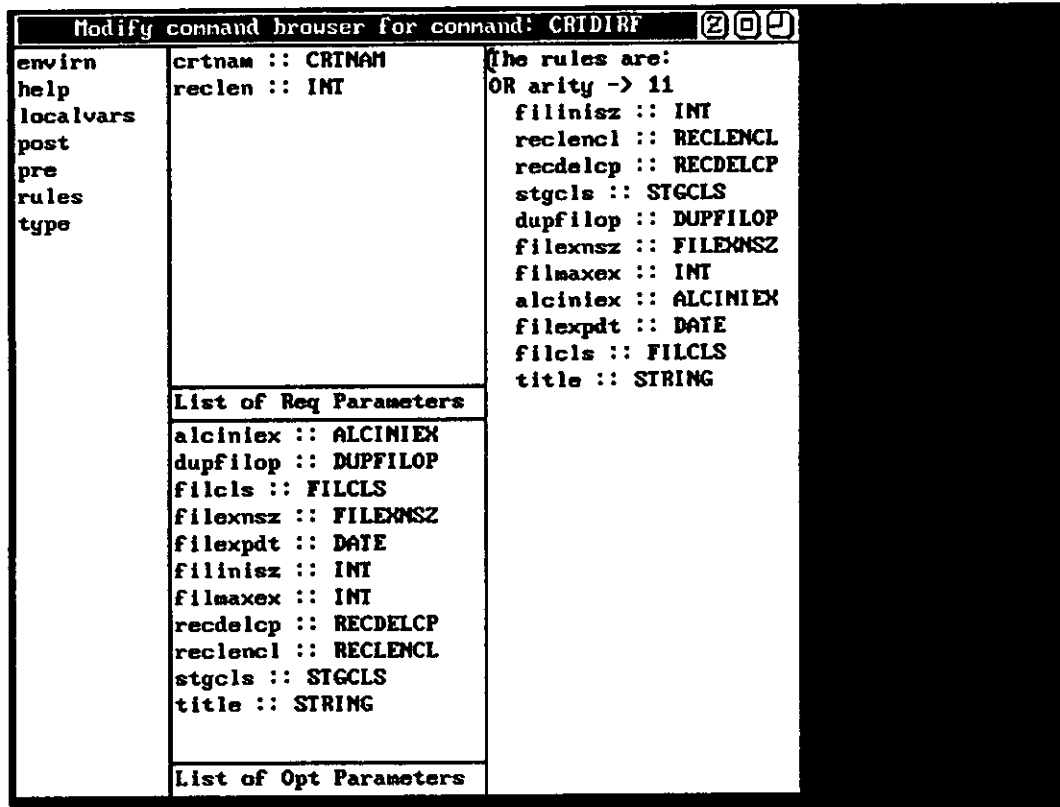 Modify command browser for command: CRTDIRF
envirn
help
localvars
post
pre
rules
type
crtnam :: CRTNAM
reclen :: INT
List of Req Parameters
alciniex :: ALCINIEX
dupfilop :: DUPFILOP
filcls :: FILCLS
filexnsz :: FILEXNSZ
filexpdt :: DATE
filinisz :: INT
filmaxex :: INT
recdelcp :: RECDELCP
reclencl :: RECLENCL
stgcls :: STGCLS
title :: STRING
List of Opt Parameters
The rules are:
OR arity -> 11
filinisz :: INT
reclencl :: RECLENCL
recdelcp :: RECDELCP
stgcls :: STGCLS
dupfilop :: DUPFILOP
filexnsz :: FILEXNSZ
filmaxex :: INT
alciniex :: ALCINIEX
filexpdt :: DATE
filcls :: FILCLS
title :: STRING